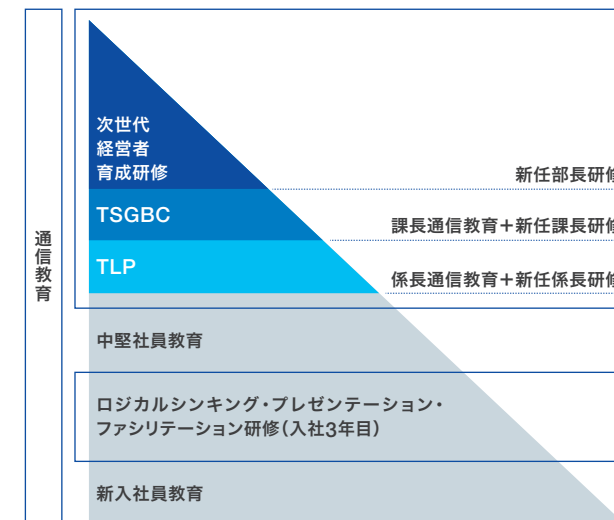 通信教育
次世代
経営者
育成研修
新任部長研修
TSGBC
課長通信教育+新任課長研修
TLP
係長通信教育+新任係長研修
中堅社員教育
ロジカルシンキング・プレゼンテーション・
ファシリテーション研修(入社3年目)
新入社員教育